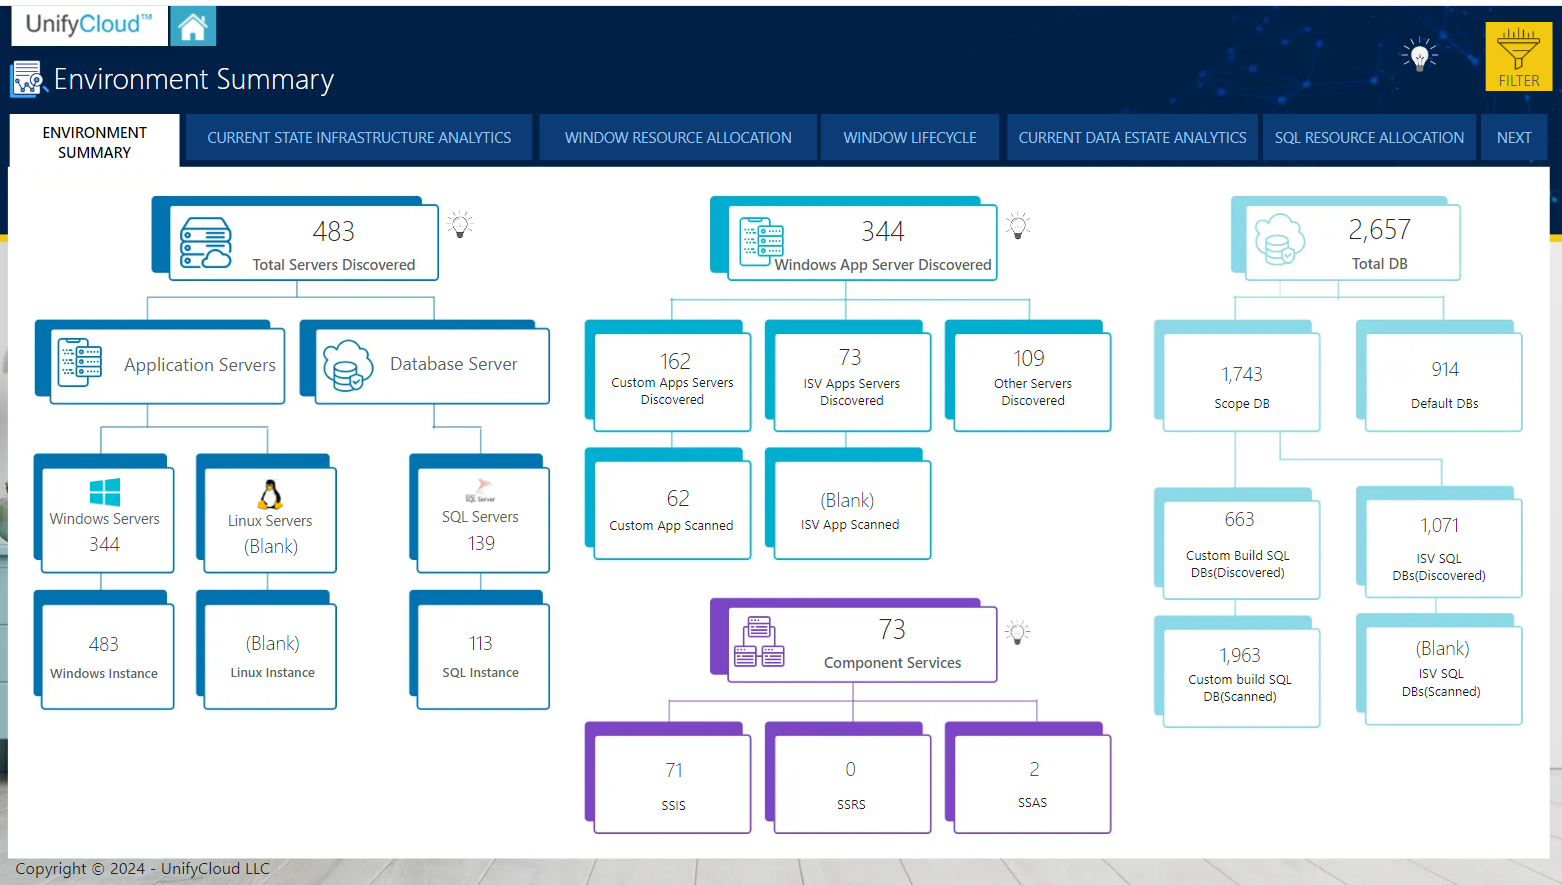 UnifyCloud™
Environment Summary
FILTER
ENVIRONMENT
SUMMARY
CURRENT STATE INFRASTRUCTURE ANALYTICS
WINDOW RESOURCE ALLOCATION
WINDOW LIFECYCLE
CURRENT DATA ESTATE ANALYTICS
SQL RESOURCE ALLOCATION
NEXT
483
Total Servers Discovered
Application Servers
Database Server
Windows Servers
344
Linux Servers
(Blank)
SQL Server
SQL Servers
139
483
Windows Instance
(Blank)
Linux Instance
113
SQL Instance
344
Windows App Server Discovered
162
Custom Apps Servers
Discovered
73
ISV Apps Servers
Discovered
109
Other Servers
Discovered
62
Custom App Scanned
(Blank)
ISV App Scanned
73
Component Services
71
SSIS
0
SSRS
2
SSAS
2,657
Total DB
1,743
Scope DB
914
Default DBs
663
Custom Build SQL
DBs(Discovered)
1,071
ISV SQL
DBs(Discovered)
1,963
Custom build SQL
DB(Scanned)
(Blank)
ISV SQL
DBs(Scanned)
Copyright © 2024 - UnifyCloud LLC